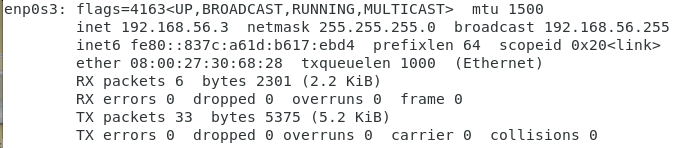 enp0s3: flags=4163<UP,BROADCAST,RUNNING,MULTICAST>  mtu 1500
        inet 192.168.56.3  netmask 255.255.255.0  broadcast 192.168.56.255
        inet6 fe80::837c:a61d:b617:ebd4  prefixlen 64  scopeid 0x20<link>
        ether 08:00:27:30:68:28  txqueuelen 1000  (Ethernet)
        RX packets 6  bytes 2301 (2.2 KiB)
        RX errors 0  dropped 0  overruns 0  frame 0
        TX packets 33  bytes 5375 (5.2 KiB)
        TX errors 0  dropped 0 overruns 0  carrier 0  collisions 0